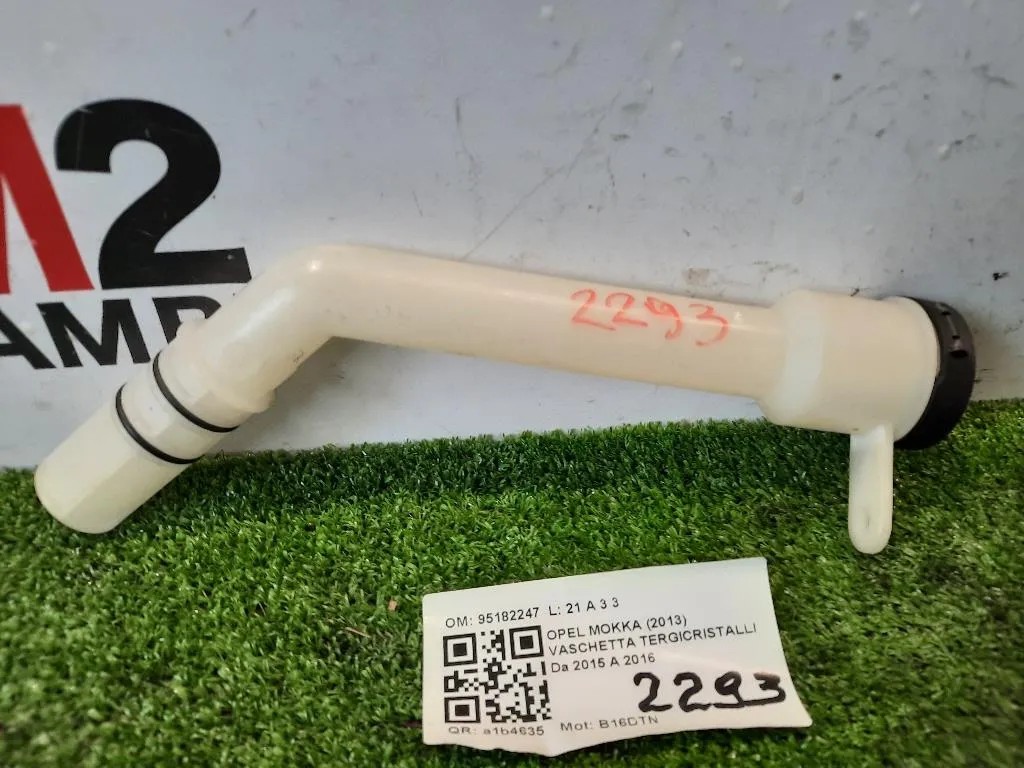 M2
2293
OM: 95182247 L: 21 A 3 3
OPEL MOKKA (2013)
VASCHETTA TERGICRISTALLI
Da 2015 A 2016
2293
QR: a1b4635 Mot: B16DTN